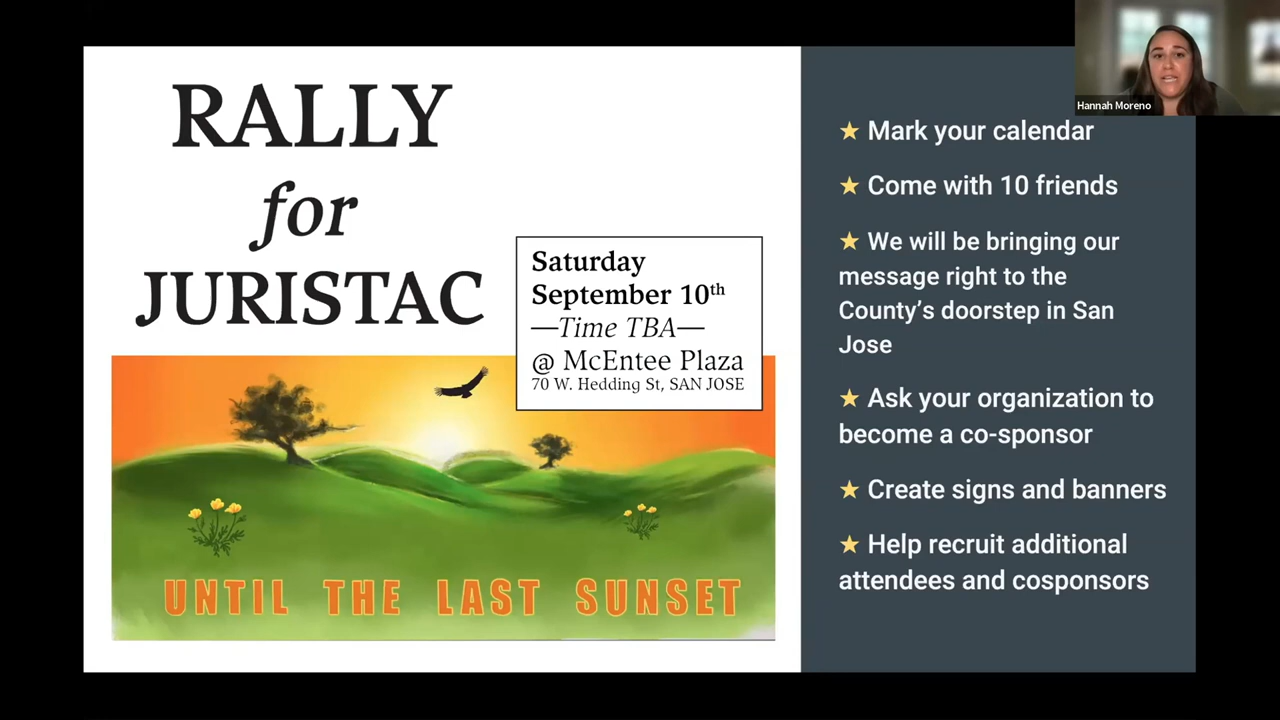 RALLY
for
JURISTAC
Saturday
September 10th
—Time TBA—
@ McEntee Plaza
70 W. Hedding St, SAN JOSE
UNTIL THE LAST SUNSET
Hannah Moreno
★ Mark your calendar
★ Come with 10 friends
★ We will be bringing our
message right to the
County's doorstep in San
Jose
★ Ask your organization to
become a co-sponsor
★ Create signs and banners
★ Help recruit additional
attendees and cosponsors